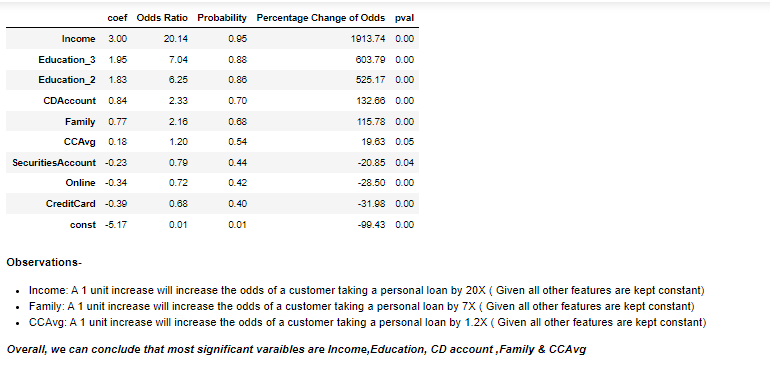 coef Odds Ratio Probability Percentage Change of Odds pval
Income 3.00 20.14 0.95 1913.74 0.00
Education_3 1.95 7.04 0.88 603.79 0.00
Education_2 1.83 6.25 0.86 525.17 0.00
CDAccount 0.84 2.33 0.70 132.66 0.00
Family 0.77 2.16 0.68 115.78 0.00
CCAvg 0.18 1.20 0.54 19.63 0.05
SecuritiesAccount -0.23 0.79 0.44 -20.85 0.04
Online -0.34 0.72 0.42 -28.50 0.00
CreditCard -0.39 0.68 0.40 -31.98 0.00
const -5.17 0.01 0.01 -99.43 0.00
Observations-
• Income: A 1 unit increase will increase the odds of a customer taking a personal loan by 20X ( Given all other features are kept constant)
• Family: A 1 unit increase will increase the odds of a customer taking a personal loan by 7X ( Given all other features are kept constant)
• CCAvg: A 1 unit increase will increase the odds of a customer taking a personal loan by 1.2X ( Given all other features are kept constant)
Overall, we can conclude that most significant varaibles are Income,Education, CD account ,Family & CCAvg